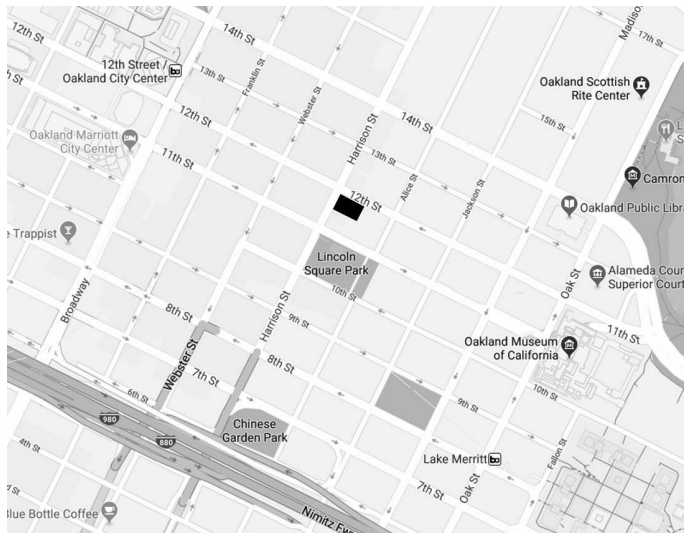 Madison
17th St
14th St
12th St
12th Street /
Oakland City Center
Franklin St
13th St
Webster St
Oakland Scottish
Rite Center
12th St
Harrison St
14th St
15th St
Oakland Marriott
City Center
11th St
13th St
Alice St
Jackson St
Camron
12th St
Oakland Public Libra
e Trappist
Lincoln
Square Park
10th St
Oak St
Alameda Coun
Superior Court
Broadway
8th St
Harrison St
9th St
11th St
Oakland Museum
of California
Webster St
8th St
7th St
10th St
6th St
9th St
980
880
Chinese
Garden Park
4th St
Lake Merritt
Fallon St
Oak St
7th St
Blue Bottle Coffee
Nimitz Fwy